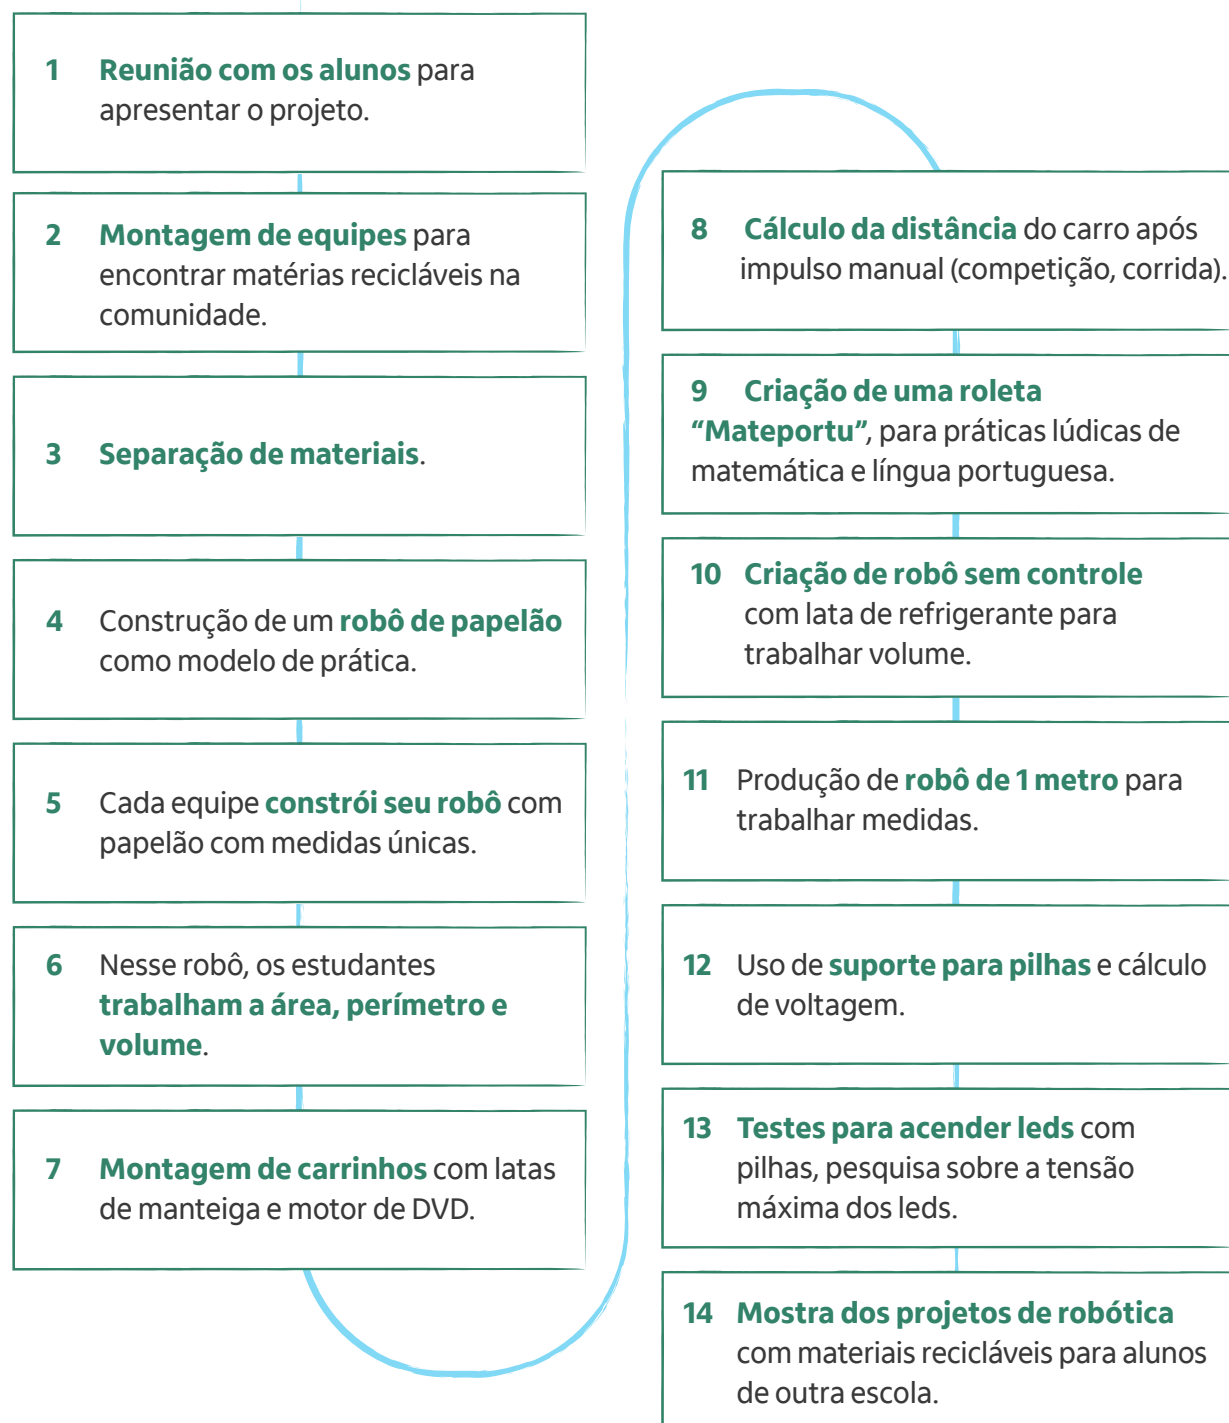 1 Reunião com os alunos para
apresentar o projeto.
2 Montagem de equipes para
encontrar matérias recicláveis na
comunidade.
3 Separação de materiais.
4 Construção de um robô de papelão
como modelo de prática.
5 Cada equipe constrói seu robô com
papelão com medidas únicas.
6 Nesse robô, os estudantes
trabalham a área, perímetro e
volume.
7 Montagem de carrinhos com latas
de manteiga e motor de DVD.
8 Cálculo da distância do carro após
impulso manual (competição, corrida).
9 Criação de uma roleta
“Mateportu”, para práticas lúdicas de
matemática e língua portuguesa.
10 Criação de robô sem controle
com lata de refrigerante para
trabalhar volume.
11 Produção de robô de 1 metro para
trabalhar medidas.
12 Uso de suporte para pilhas e cálculo
de voltagem.
13 Testes para acender leds com
pilhas, pesquisa sobre a tensão
máxima dos leds.
14 Mostra dos projetos de robótica
com materiais recicláveis para alunos
de outra escola.